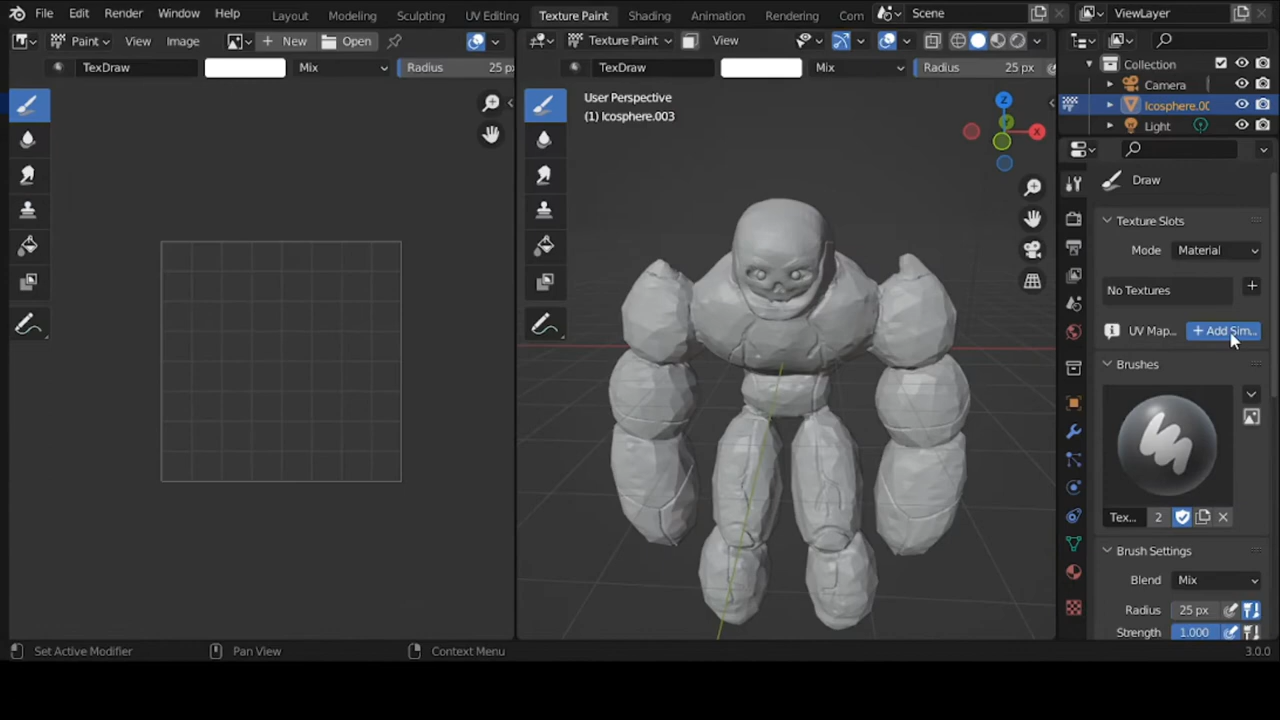 File Edit Render Window Help Layout Modeling Sculpting UV Editing Texture Paint Shading Animation Rendering Com Scene ViewLayer
Paint View Image New Open Texture Paint View
TexDraw Mix Radius 25 px TexDraw Mix Radius 25 px
Collection
Camera
Icosphere.00
Light
User Perspective
(1) Icosphere.003
Z
X
Draw
Texture Slots
Mode Material
No Textures
UV Map... + Add Sim...
Brushes
Tex... 2
Brush Settings
Blend Mix
Radius 25 px
Strength 1.000
Set Active Modifier Pan View Context Menu 3.0.0